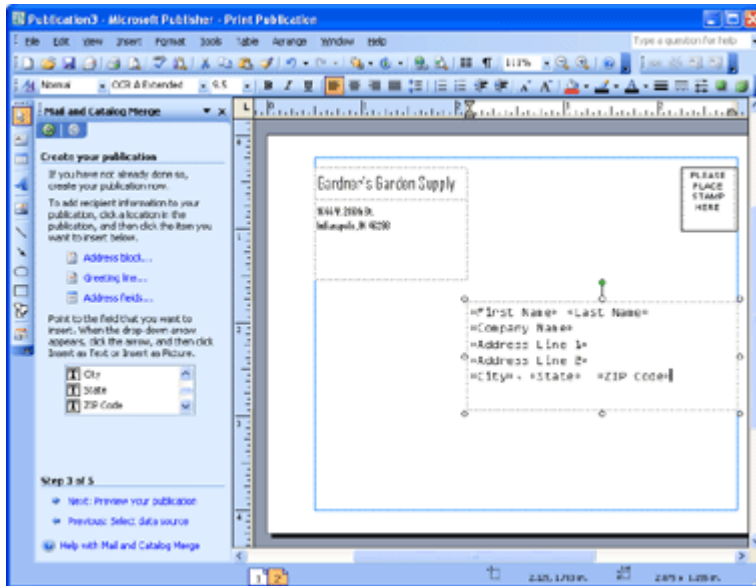 Publication3 - Microsoft Publisher - Print Publication
File Edit View Insert Format Tools Table Arrange Window Help
Type a question for help
111%
Normal OCR A Extended 9.5
Mail and Catalog Merge
Create your publication
If you have not already done so,
create your publication now.
To add recipient information to your
publication, click a location in the
publication, and then click the item you
want to insert below.
Address block...
Greeting line...
Address fields...
Point to the field that you want to
insert. When the drop-down arrow
appears, click the arrow, and then click
Insert as Text or Insert as Picture.
City
State
ZIP Code
Step 3 of 5
Next: Preview your publication
Previous: Select data source
Help with Mail and Catalog Merge
Gardner's Garden Supply
Indianapolis, IN 46280
PLEASE
PLACE
STAMP
HERE
«First Name» «Last Name»
«Company Name»
«Address Line 1»
«Address Line 2»
«City», «State» «ZIP Code»
1 2